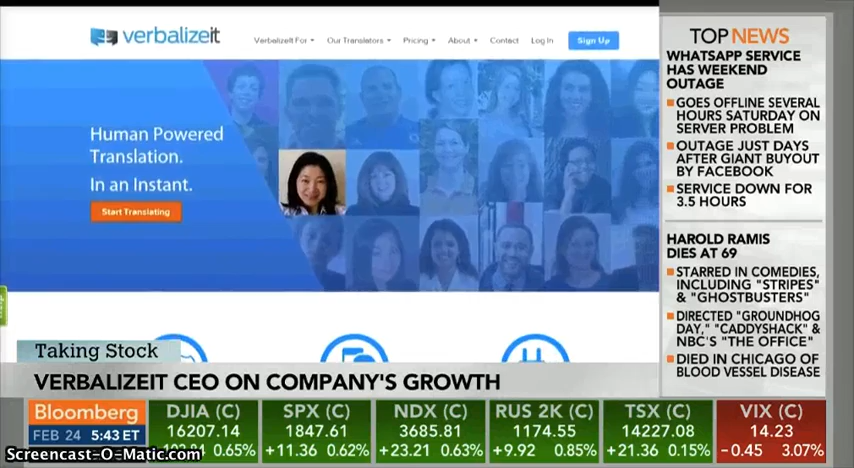 verbalizeit
VerbalizeIt For Our Translators Pricing About Contact Log In Sign Up
Human Powered
Translation.
In an Instant.
Start Translating
TOP NEWS
WHATSAPP SERVICE
HAS WEEKEND
OUTAGE
GOES OFFLINE SEVERAL
HOURS SATURDAY ON
SERVER PROBLEM
OUTAGE JUST DAYS
AFTER GIANT BUYOUT
BY FACEBOOK
SERVICE DOWN FOR
3.5 HOURS
HAROLD RAMIS
DIES AT 69
STARRED IN COMEDIES,
INCLUDING "STRIPES"
& "GHOSTBUSTERS"
DIRECTED "GROUNDHOG
DAY," "CADDYSHACK" &
NBC'S "THE OFFICE"
DIED IN CHICAGO OF
BLOOD VESSEL DISEASE
Taking Stock
VERBALIZEIT CEO ON COMPANY'S GROWTH
Bloomberg DJIA (C) SPX (C) NDX (C) RUS 2K (C) TSX (C) VIX (C)
FEB 24 5:43 ET 16207.14 1847.61 3685.81 1174.55 14227.08 14.23
0.65% +11.36 0.62% +23.21 0.63% +9.92 0.85% +21.36 0.15% -0.45 3.07%
Screencast-O-Matic.com